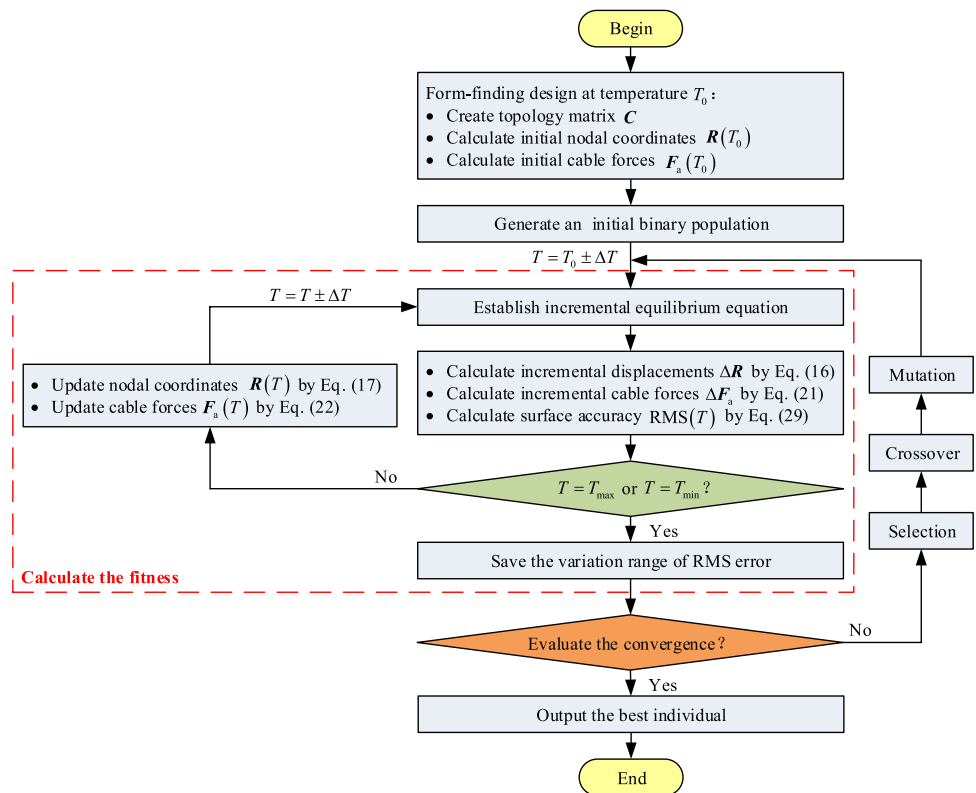 Begin
Form-finding design at temperature T₀:
• Create topology matrix C
• Calculate initial nodal coordinates R(T₀)
• Calculate initial cable forces Fₐ(T₀)
Generate an initial binary population
T = T₀ ± ΔT
T = T ± ΔT
Establish incremental equilibrium equation
• Update nodal coordinates R(T) by Eq. (17)
• Update cable forces Fₐ(T) by Eq. (22)
• Calculate incremental displacements ΔR by Eq. (16)
• Calculate incremental cable forces ΔFₐ by Eq. (21)
• Calculate surface accuracy RMS(T) by Eq. (29)
Mutation
Crossover
Selection
No
T = Tmax or T = Tmin?
Yes
Save the variation range of RMS error
Calculate the fitness
Evaluate the convergence?
No
Yes
Output the best individual
End